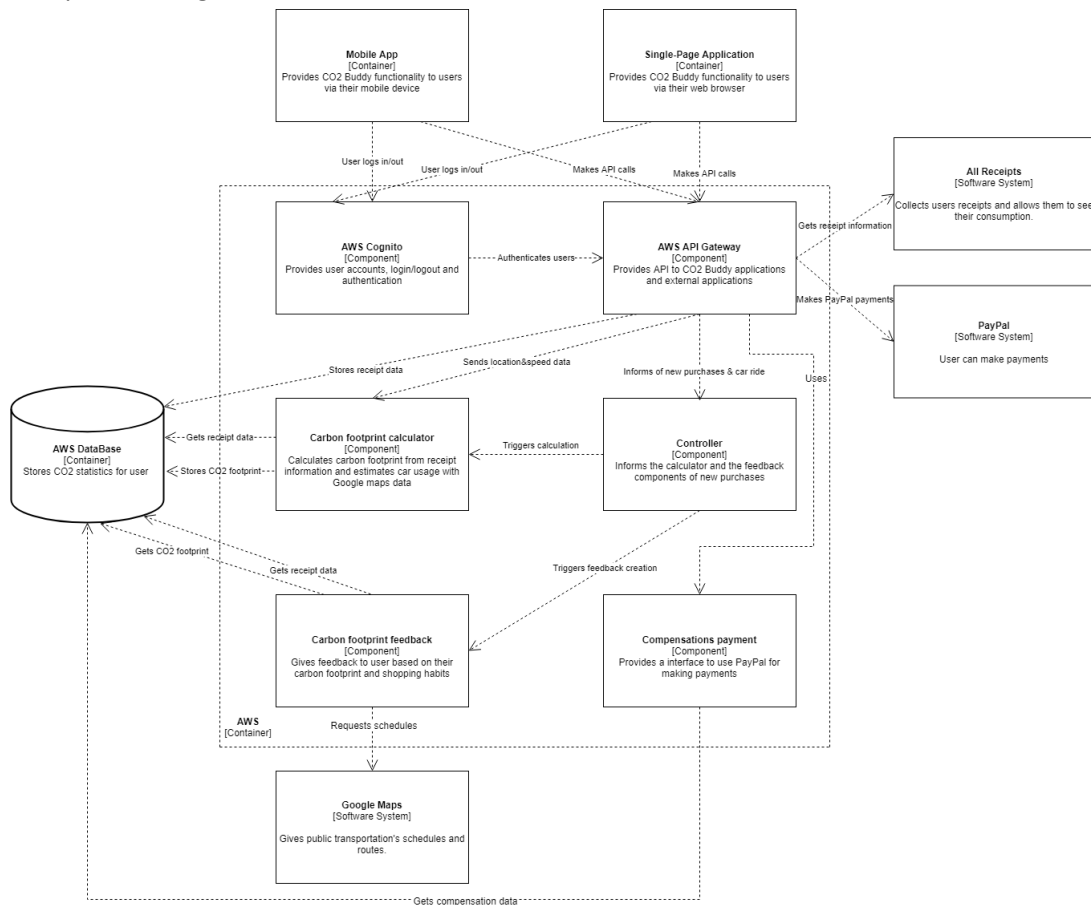 Mobile App
[Container]
Provides CO2 Buddy functionality to users
via their mobile device
Single-Page Application
[Container]
Provides CO2 Buddy functionality to users
via their web browser
User logs in/out
User logs in/out
Makes API calls
Makes API calls
All Receipts
[Software System]
Collects users receipts and allows them to see
their consumption.
AWS Cognito
[Component]
Provides user accounts, login/logout and
authentication
Authenticates users
AWS API Gateway
[Component]
Provides API to CO2 Buddy applications
and external applications
Gets receipt information
Makes PayPal payments
PayPal
[Software System]
User can make payments
Stores receipt data
Sends location&speed data
Informs of new purchases & car ride
Uses
AWS DataBase
[Container]
Stores CO2 statistics for user
Gets receipt data
Stores CO2 footprint
Carbon footprint calculator
[Component]
Calculates carbon footprint from receipt
information and estimates car usage with
Google maps data
Triggers calculation
Controller
[Component]
Informs the calculator and the feedback
components of new purchases
Gets CO2 footprint
Gets receipt data
Triggers feedback creation
Carbon footprint feedback
[Component]
Gives feedback to user based on their
carbon footprint and shopping habits
Compensations payment
[Component]
Provides a interface to use PayPal for
making payments
AWS
[Container]
Requests schedules
Google Maps
[Software System]
Gives public transportation's schedules and
routes.
Gets compensation data